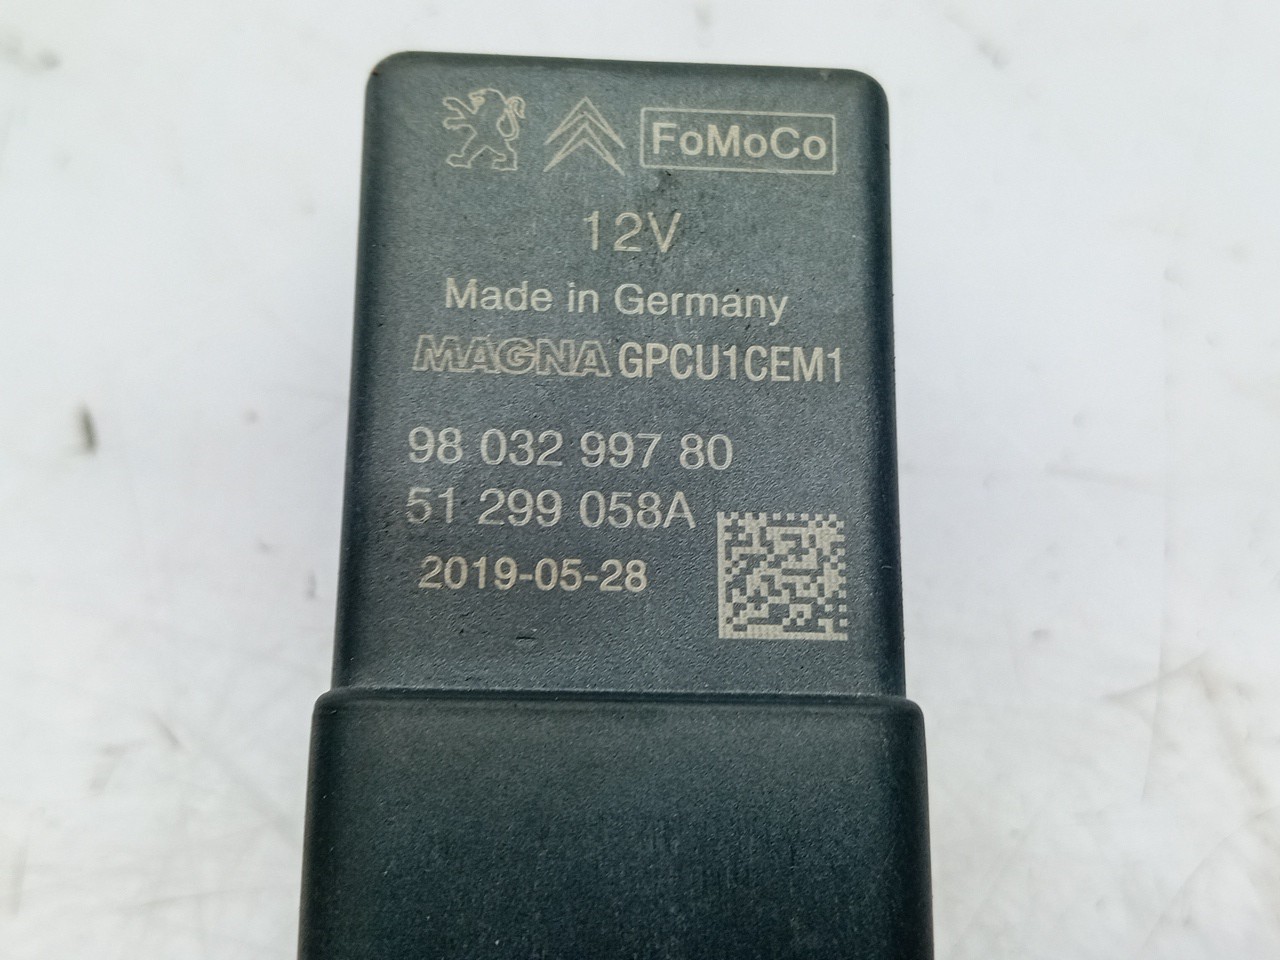 FoMoCo
12V
Made in Germany
MAGNA GPCU1CEM1
98 032 997 80
51 299 058A
2019-05-28